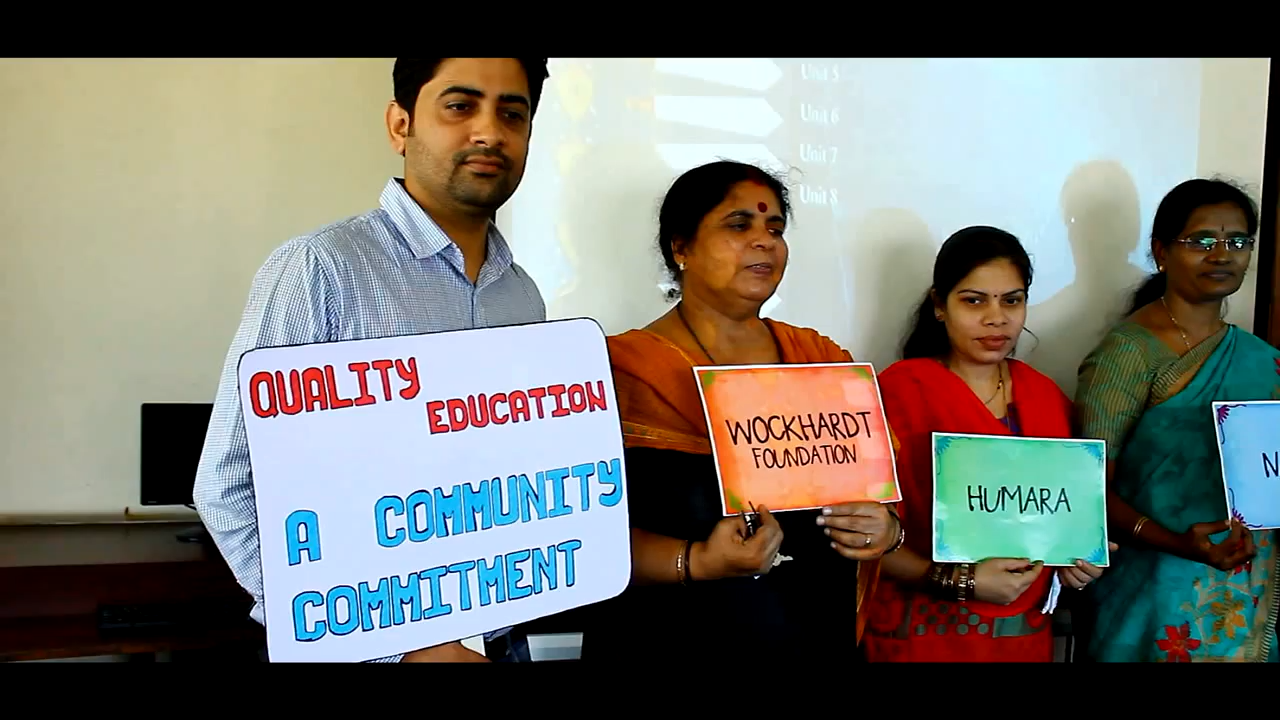 Unit 5
Unit 6
Unit 7
Unit 8
QUALITY
EDUCATION
A COMMUNITY
COMMITMENT
WOCKHARDT
FOUNDATION
HUMARA
N